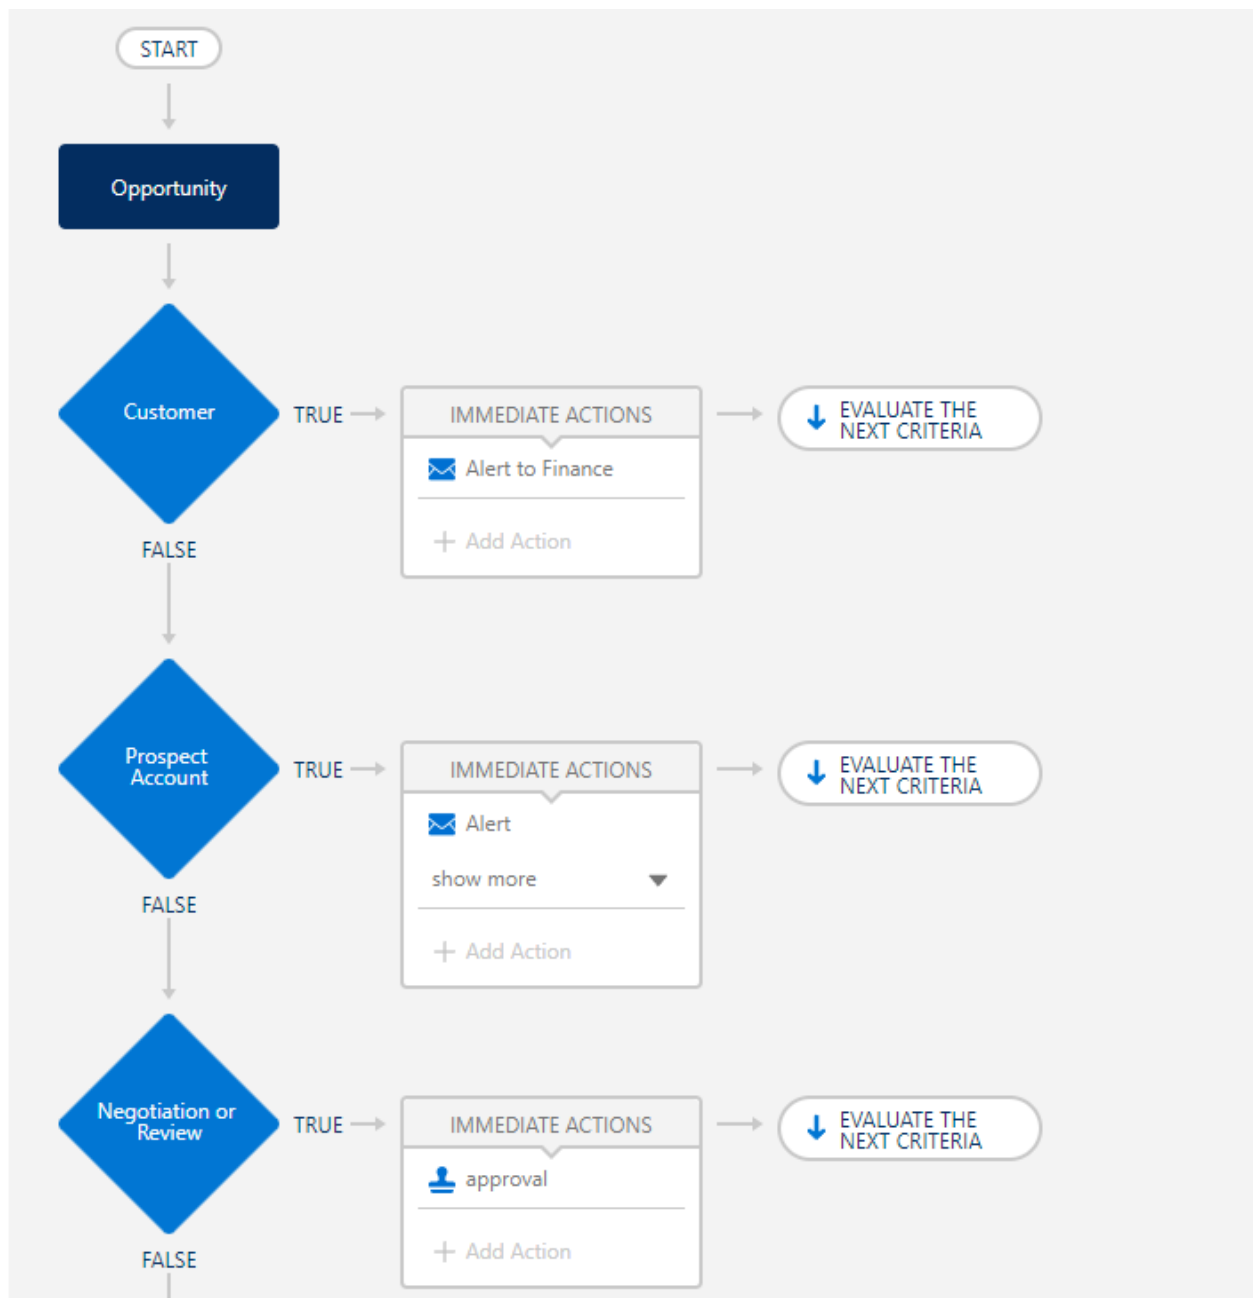 START
Opportunity
Customer
TRUE
IMMEDIATE ACTIONS
Alert to Finance
Add Action
EVALUATE THE
NEXT CRITERIA
FALSE
Prospect
Account
TRUE
IMMEDIATE ACTIONS
Alert
show more
Add Action
EVALUATE THE
NEXT CRITERIA
FALSE
Negotiation or
Review
TRUE
IMMEDIATE ACTIONS
approval
Add Action
EVALUATE THE
NEXT CRITERIA
FALSE